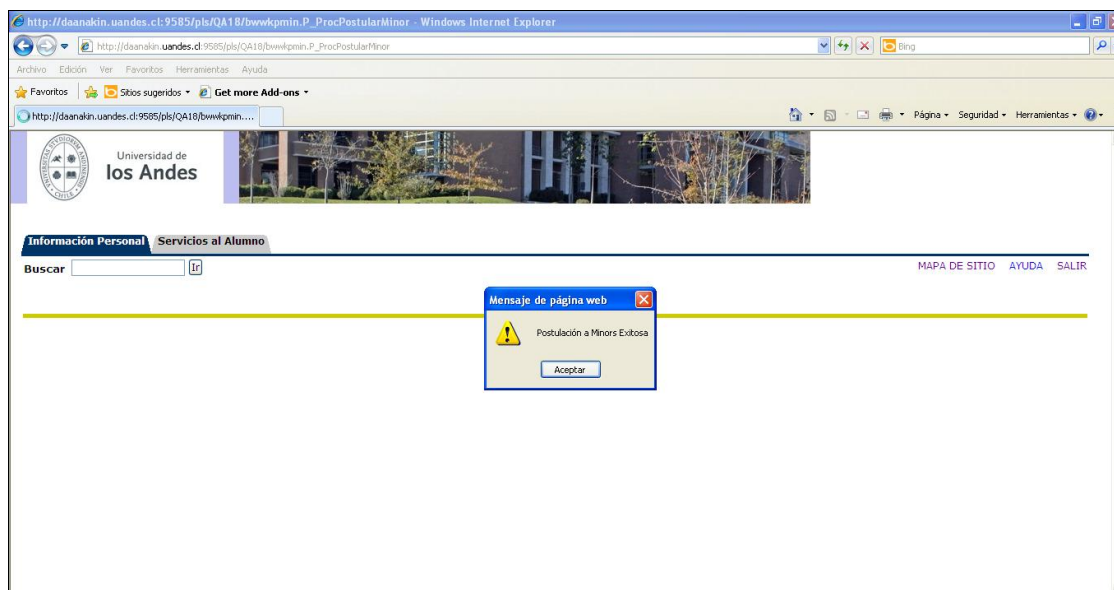 http://daanakin.uandes.cl:9585/pls/QA18/bwwkpmin.P_ProcPostularMinor - Windows Internet Explorer
http://daanakin.uandes.cl:9585/pls/QA18/bwwkpmin.P_ProcPostularMinor
Bing
Archivo Edición Ver Favoritos Herramientas Ayuda
Favoritos Sitios sugeridos Get more Add-ons
http://daanakin.uandes.cl:9585/pls/QA18/bwwkpmin....
Página Seguridad Herramientas
Universidad de
los Andes
Información Personal Servicios al Alumno
Buscar Ir MAPA DE SITIO AYUDA SALIR
Mensaje de página web
Postulación a Minors Exitosa
Aceptar